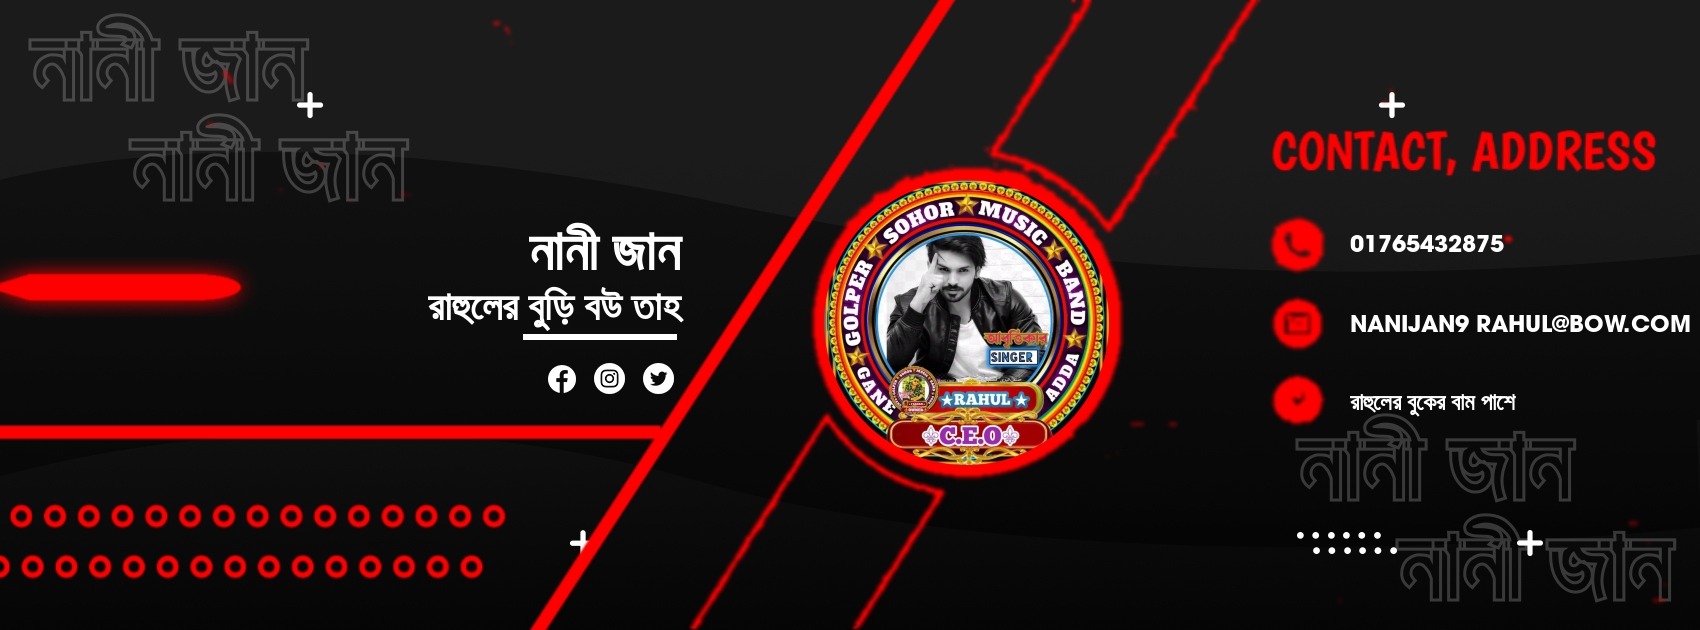 নানী জান
নানী জান
নানী জান
রাহুলের বুড়ি বউ তাহ
GOLPER SOHOR MUSIC BAND
GANE ADDA
আবৃত্তিকার
SINGER
RAHUL
C.E.O
CONTACT, ADDRESS
01765432875
NANIJAN9 RAHUL@BOW.COM
রাহুলের বুকের বাম পাশে
নানী জান
নানী জান